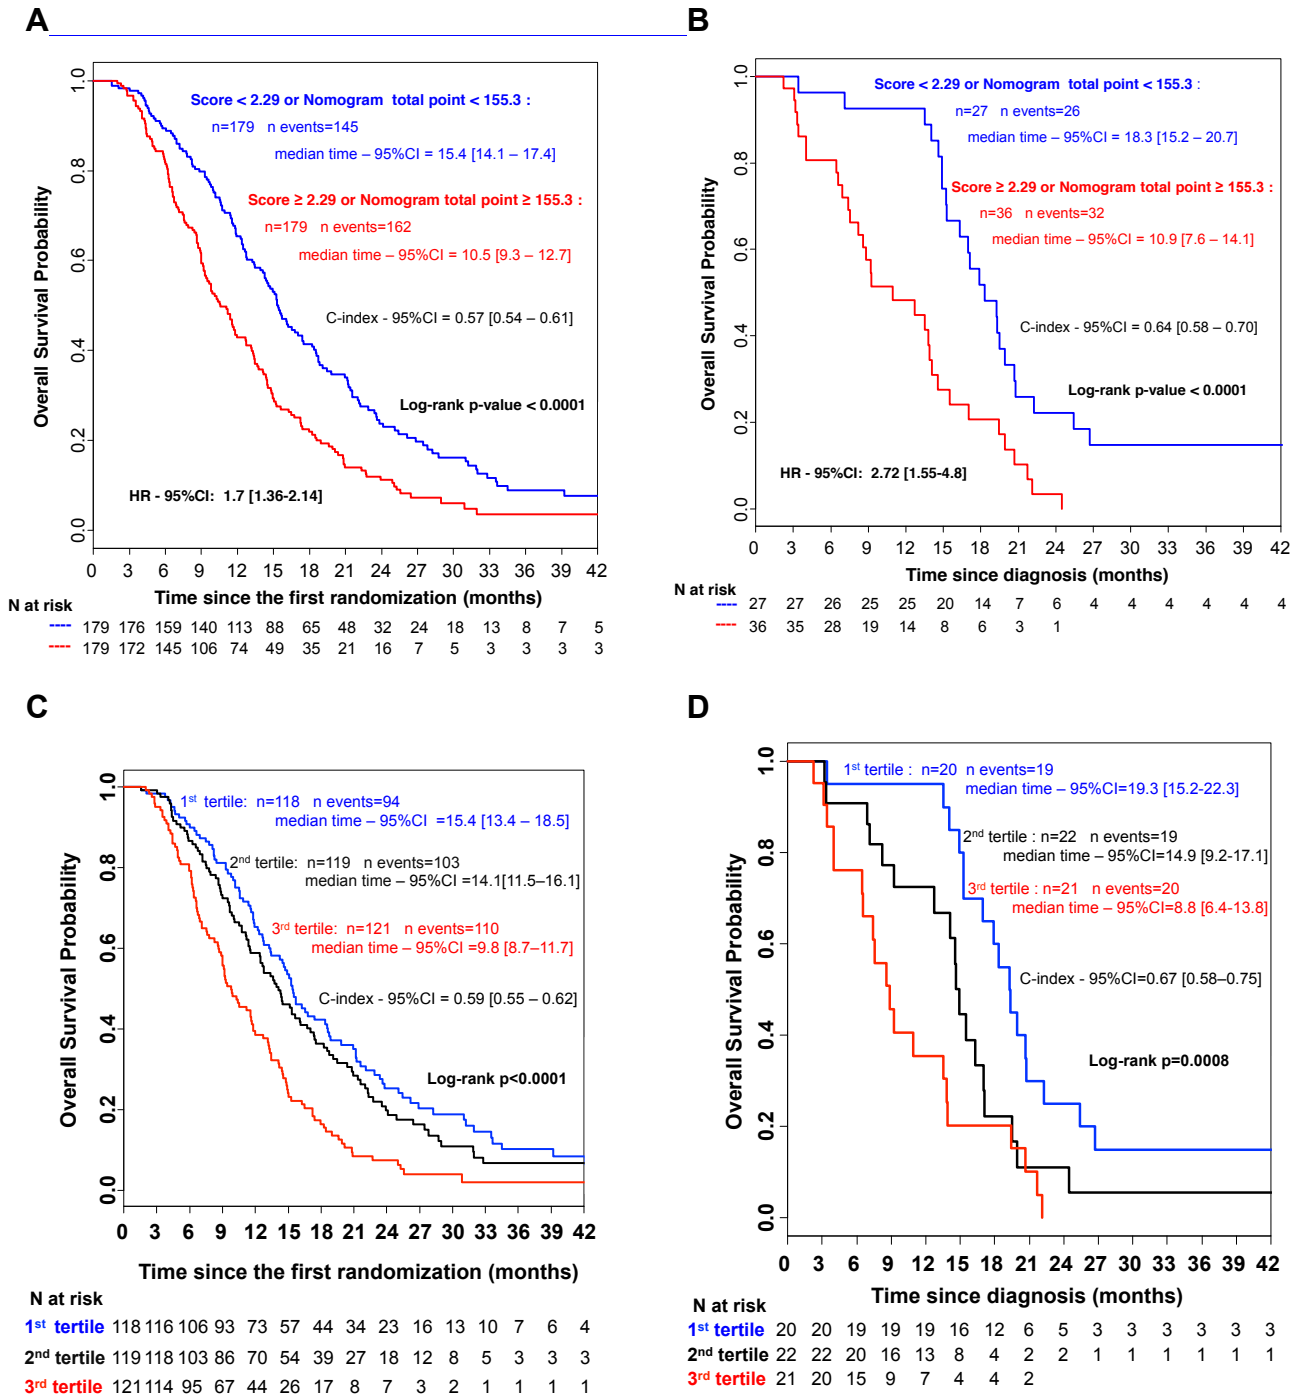 A
1.0
0.8
0.6
0.4
0.2
0.0
Overall Survival Probability
Score < 2.29 or Nomogram total point < 155.3 :
n=179 n events=145
median time – 95%CI = 15.4 [14.1 – 17.4]
Score ≥ 2.29 or Nomogram total point ≥ 155.3 :
n=179 n events=162
median time – 95%CI = 10.5 [9.3 – 12.7]
C-index - 95%CI = 0.57 [0.54 – 0.61]
Log-rank p-value < 0.0001
HR - 95%CI: 1.7 [1.36-2.14]
0 3 6 9 12 15 18 21 24 27 30 33 36 39 42
Time since the first randomization (months)
N at risk
---- 179 176 159 140 113 88 65 48 32 24 18 13 8 7 5
---- 179 172 145 106 74 49 35 21 16 7 5 3 3 3 3
B
1.0
0.8
0.6
0.4
0.2
0.0
Overall Survival Probability
Score < 2.29 or Nomogram total point < 155.3 :
n=27 n events=26
median time – 95%CI = 18.3 [15.2 – 20.7]
Score ≥ 2.29 or Nomogram total point ≥ 155.3 :
n=36 n events=32
median time – 95%CI = 10.9 [7.6 – 14.1]
C-index - 95%CI = 0.64 [0.58 – 0.70]
Log-rank p-value < 0.0001
HR - 95%CI: 2.72 [1.55-4.8]
0 3 6 9 12 15 18 21 24 27 30 33 36 39 42
Time since diagnosis (months)
N at risk
---- 27 27 26 25 25 20 14 7 6 4 4 4 4 4 4
---- 36 35 28 19 14 8 6 3 1
C
1.0
0.8
0.6
0.4
0.2
0.0
Overall Survival Probability
1st tertile: n=118 n events=94
median time – 95%CI =15.4 [13.4 – 18.5]
2nd tertile: n=119 n events=103
median time – 95%CI =14.1[11.5–16.1]
3rd tertile: n=121 n events=110
median time – 95%CI =9.8 [8.7–11.7]
C-index - 95%CI = 0.59 [0.55 – 0.62]
Log-rank p<0.0001
0 3 6 9 12 15 18 21 24 27 30 33 36 39 42
Time since the first randomization (months)
N at risk
1st tertile 118 116 106 93 73 57 44 34 23 16 13 10 7 6 4
2nd tertile 119 118 103 86 70 54 39 27 18 12 8 5 3 3 3
3rd tertile 121 114 95 67 44 26 17 8 7 3 2 1 1 1 1
D
1.0
0.8
0.6
0.4
0.2
0.0
Overall Survival Probability
1st tertile : n=20 n events=19
median time – 95%CI=19.3 [15.2-22.3]
2nd tertile : n=22 n events=19
median time – 95%CI=14.9 [9.2-17.1]
3rd tertile : n=21 n events=20
median time – 95%CI=8.8 [6.4-13.8]
C-index - 95%CI=0.67 [0.58–0.75]
Log-rank p=0.0008
0 3 6 9 12 15 18 21 24 27 30 33 36 39 42
Time since diagnosis (months)
N at risk
1st tertile 20 20 19 19 19 16 12 6 5 3 3 3 3 3 3
2nd tertile 22 22 20 16 13 8 4 2 2 1 1 1 1 1 1
3rd tertile 21 20 15 9 7 4 4 2